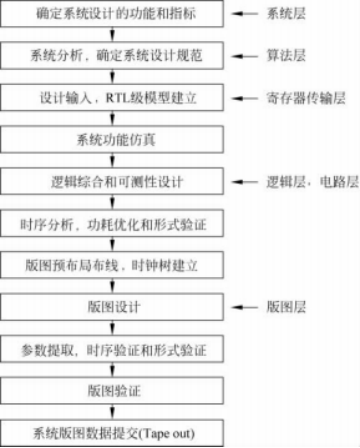 确定系统设计的功能和指标
系统层
系统分析，确定系统设计规范
算法层
设计输入，RTL级模型建立
寄存器传输层
系统功能仿真
逻辑综合和可测性设计
逻辑层，电路层
时序分析，功耗优化和形式验证
版图预布局布线，时钟树建立
版图设计
版图层
参数提取，时序验证和形式验证
版图验证
系统版图数据提交(Tape out)